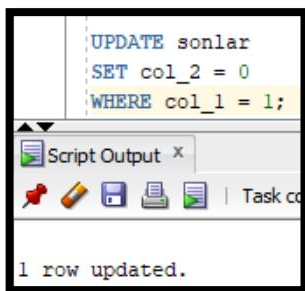 UPDATE sonlar
SET col_2 = 0
WHERE col_1 = 1;
Script Output x
Task co
1 row updated.